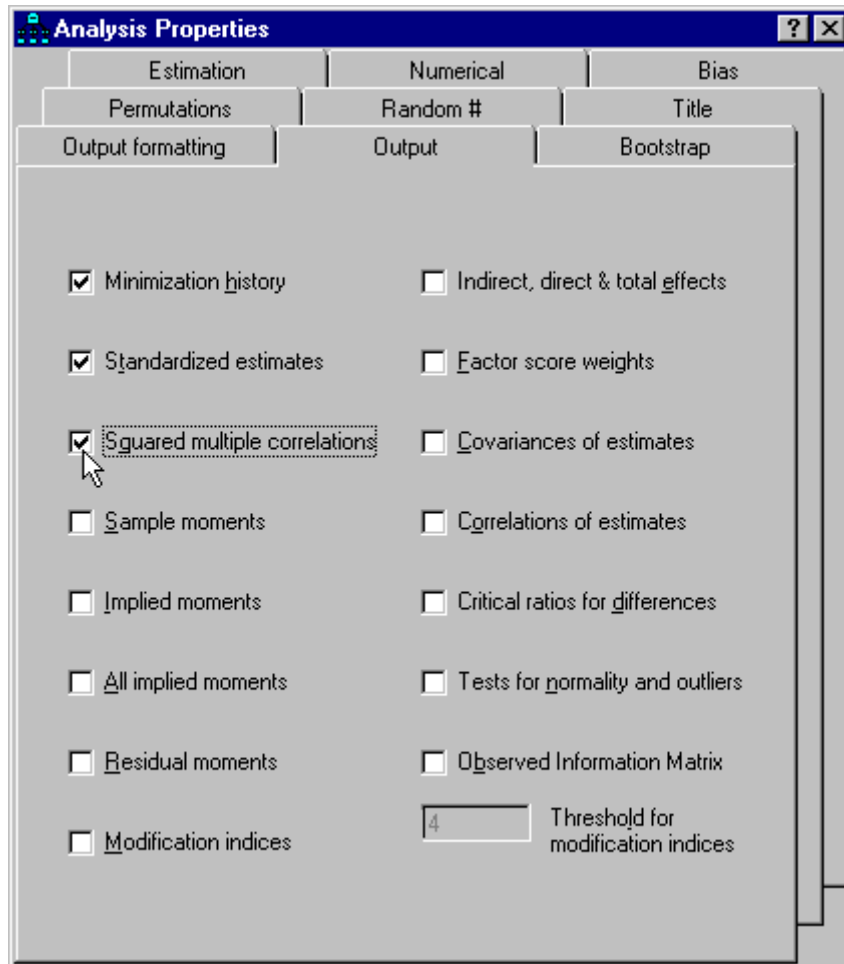 Analysis Properties
Estimation
Numerical
Bias
Permutations
Random #
Title
Output formatting
Output
Bootstrap
Minimization history
Indirect, direct & total effects
Standardized estimates
Factor score weights
Squared multiple correlations
Covariances of estimates
Sample moments
Correlations of estimates
Implied moments
Critical ratios for differences
All implied moments
Tests for normality and outliers
Residual moments
Observed Information Matrix
Modification indices
4
Threshold for
modification indices